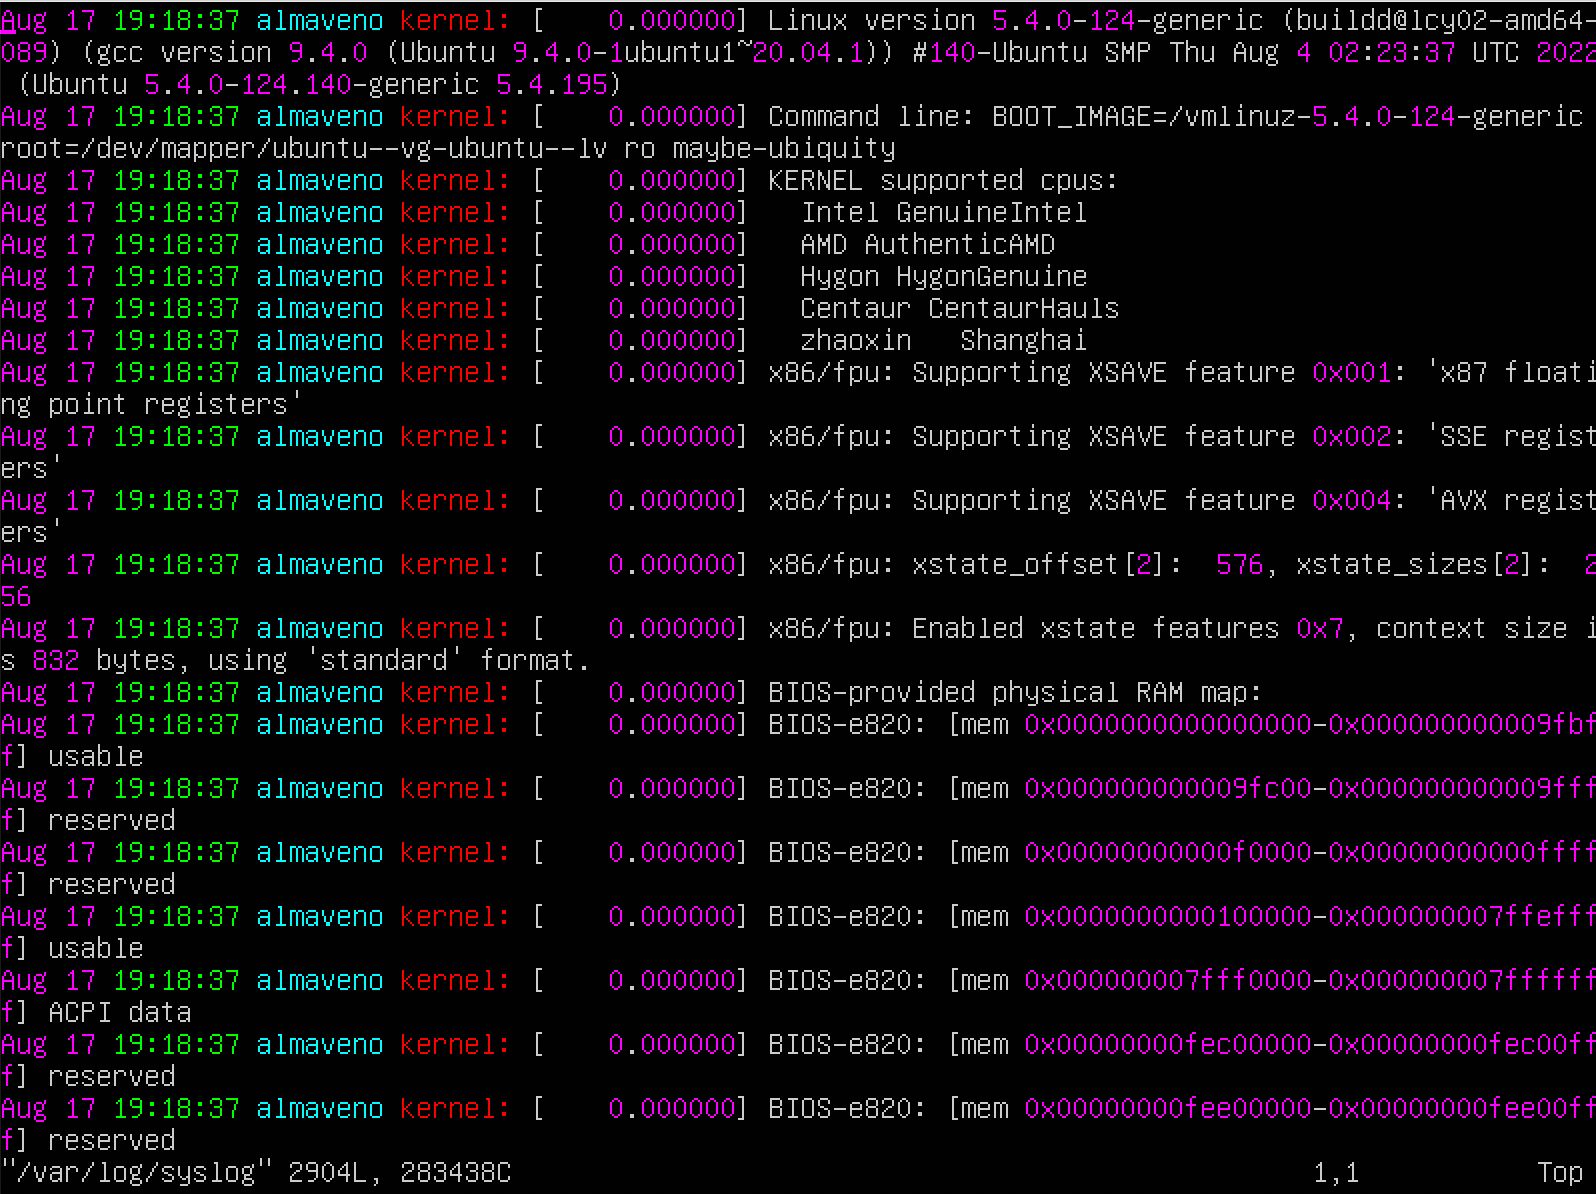 Aug 17 19:18:37 almaveno kernel: [    0.000000] Linux version 5.4.0-124-generic (buildd@lcy02-amd64-
089) (gcc version 9.4.0 (Ubuntu 9.4.0-1ubuntu1~20.04.1)) #140-Ubuntu SMP Thu Aug 4 02:23:37 UTC 2022
 (Ubuntu 5.4.0-124.140-generic 5.4.195)
Aug 17 19:18:37 almaveno kernel: [    0.000000] Command line: BOOT_IMAGE=/vmlinuz-5.4.0-124-generic
root=/dev/mapper/ubuntu--vg-ubuntu--lv ro maybe-ubiquity
Aug 17 19:18:37 almaveno kernel: [    0.000000] KERNEL supported cpus:
Aug 17 19:18:37 almaveno kernel: [    0.000000]   Intel GenuineIntel
Aug 17 19:18:37 almaveno kernel: [    0.000000]   AMD AuthenticAMD
Aug 17 19:18:37 almaveno kernel: [    0.000000]   Hygon HygonGenuine
Aug 17 19:18:37 almaveno kernel: [    0.000000]   Centaur CentaurHauls
Aug 17 19:18:37 almaveno kernel: [    0.000000]   zhaoxin   Shanghai
Aug 17 19:18:37 almaveno kernel: [    0.000000] x86/fpu: Supporting XSAVE feature 0x001: 'x87 floati
ng point registers'
Aug 17 19:18:37 almaveno kernel: [    0.000000] x86/fpu: Supporting XSAVE feature 0x002: 'SSE regist
ers'
Aug 17 19:18:37 almaveno kernel: [    0.000000] x86/fpu: Supporting XSAVE feature 0x004: 'AVX regist
ers'
Aug 17 19:18:37 almaveno kernel: [    0.000000] x86/fpu: xstate_offset[2]:  576, xstate_sizes[2]:  2
56
Aug 17 19:18:37 almaveno kernel: [    0.000000] x86/fpu: Enabled xstate features 0x7, context size i
s 832 bytes, using 'standard' format.
Aug 17 19:18:37 almaveno kernel: [    0.000000] BIOS-provided physical RAM map:
Aug 17 19:18:37 almaveno kernel: [    0.000000] BIOS-e820: [mem 0x0000000000000000-0x000000000009fbf
f] usable
Aug 17 19:18:37 almaveno kernel: [    0.000000] BIOS-e820: [mem 0x000000000009fc00-0x000000000009fff
f] reserved
Aug 17 19:18:37 almaveno kernel: [    0.000000] BIOS-e820: [mem 0x00000000000f0000-0x00000000000ffff
f] reserved
Aug 17 19:18:37 almaveno kernel: [    0.000000] BIOS-e820: [mem 0x0000000000100000-0x000000007ffefff
f] usable
Aug 17 19:18:37 almaveno kernel: [    0.000000] BIOS-e820: [mem 0x000000007fff0000-0x000000007ffffff
f] ACPI data
Aug 17 19:18:37 almaveno kernel: [    0.000000] BIOS-e820: [mem 0x00000000fec00000-0x00000000fec00ff
f] reserved
Aug 17 19:18:37 almaveno kernel: [    0.000000] BIOS-e820: [mem 0x00000000fee00000-0x00000000fee00ff
f] reserved
"/var/log/syslog" 2904L, 283438C                                                  1,1           Top